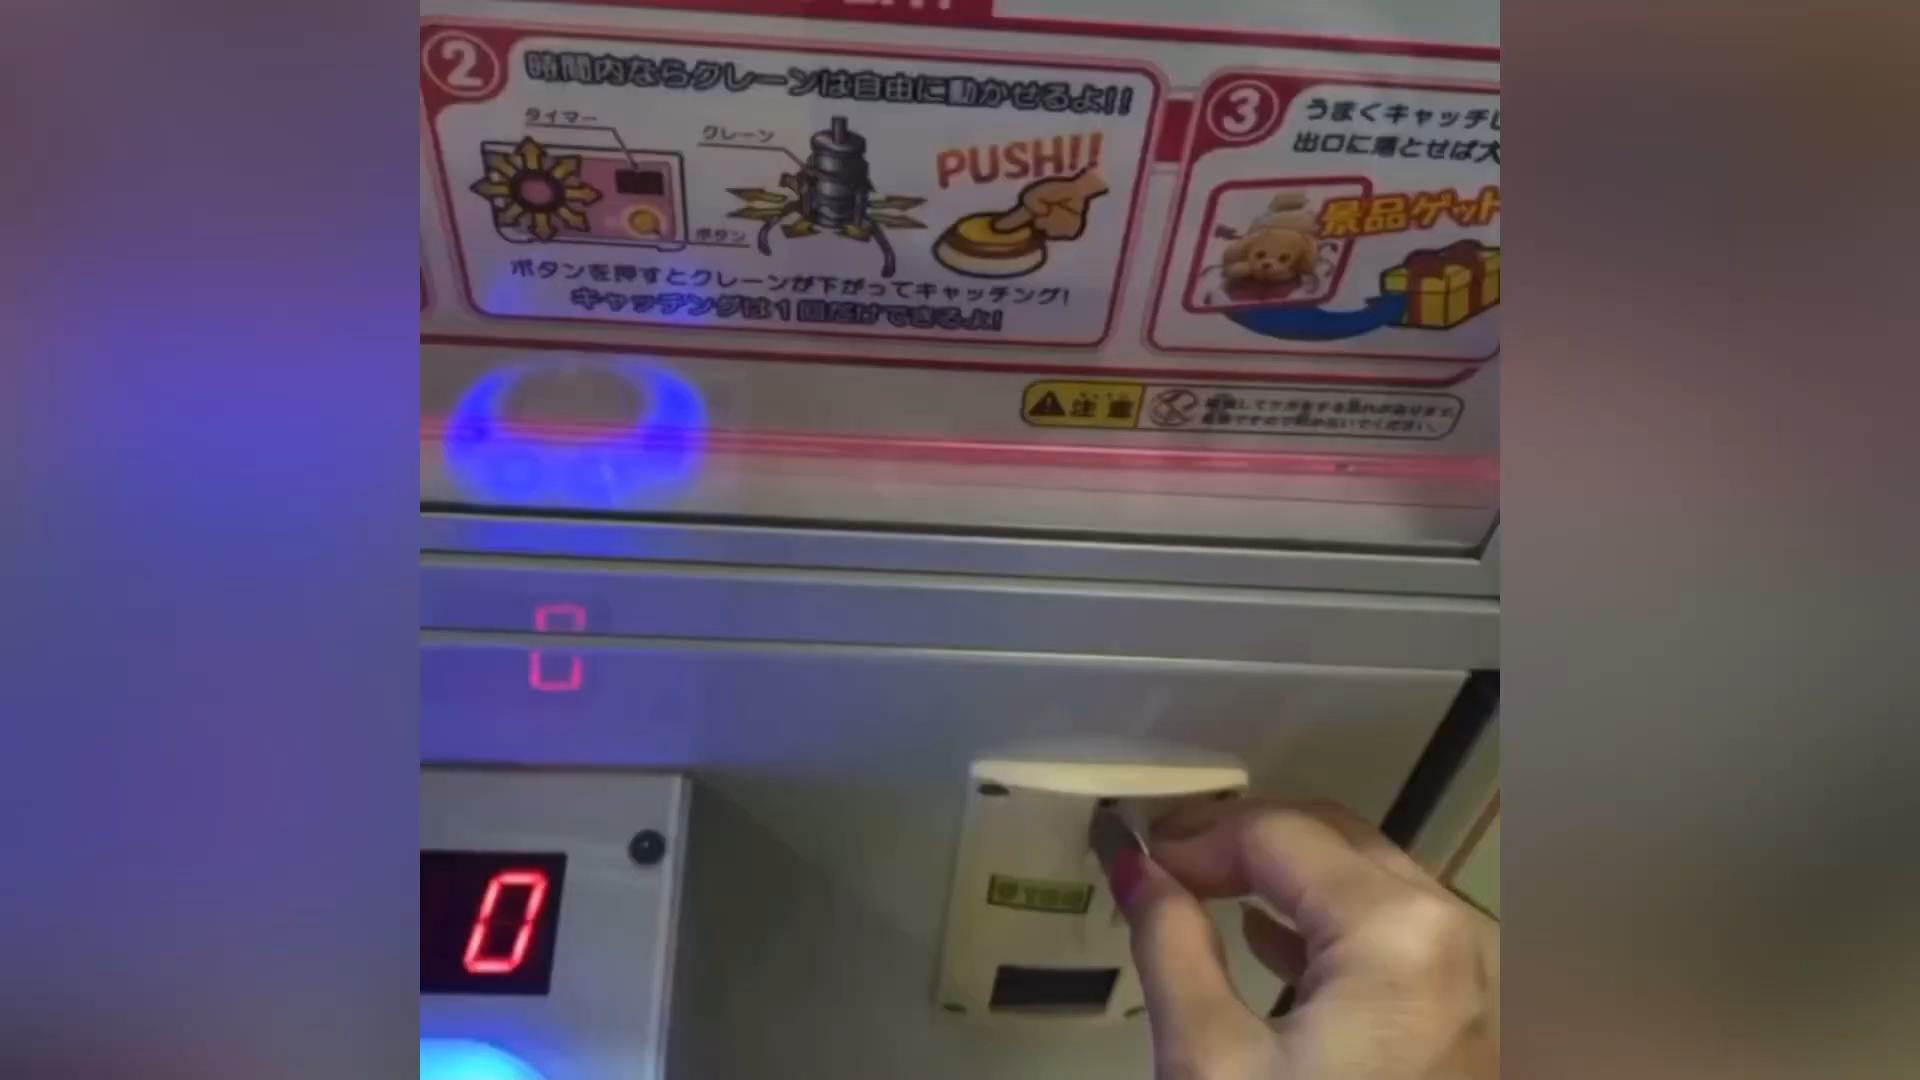 ②
時間内ならクレーンは自由に動かせるよ!!
タイマー
クレーン
PUSH!!
ボタン
ボタンを押すとクレーンが下がってキャッチング!
キャッチングは1回だけできるよ!
③
うまくキャッチし
出口に落とせば大
景品ゲット
注意
0
0